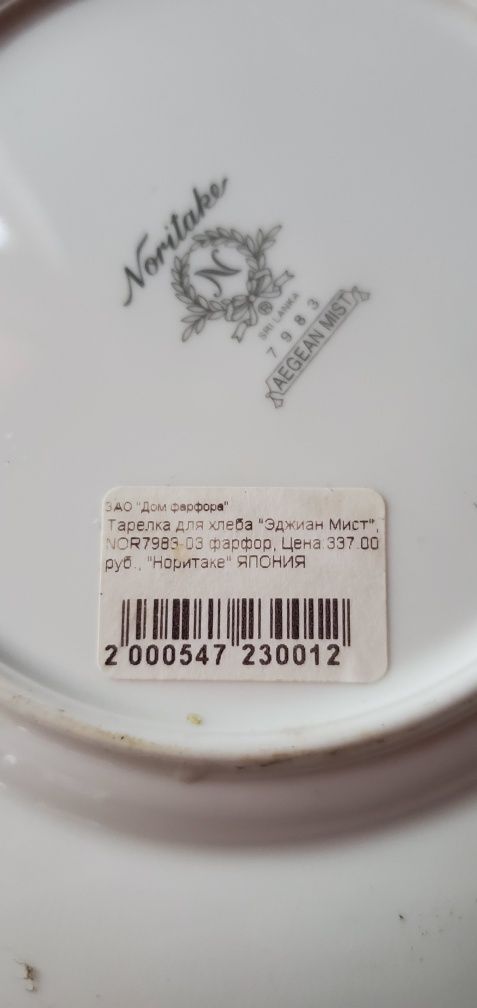 Noritake
N
®
SRI LANKA
7983
AEGEAN MIST
ЗАО "Дом фарфора"
Тарелка для хлеба "Эджиан Мист",
NOR7983-03 фарфор, Цена:337.00
руб., "Норитаке" ЯПОНИЯ
2 000547 230012